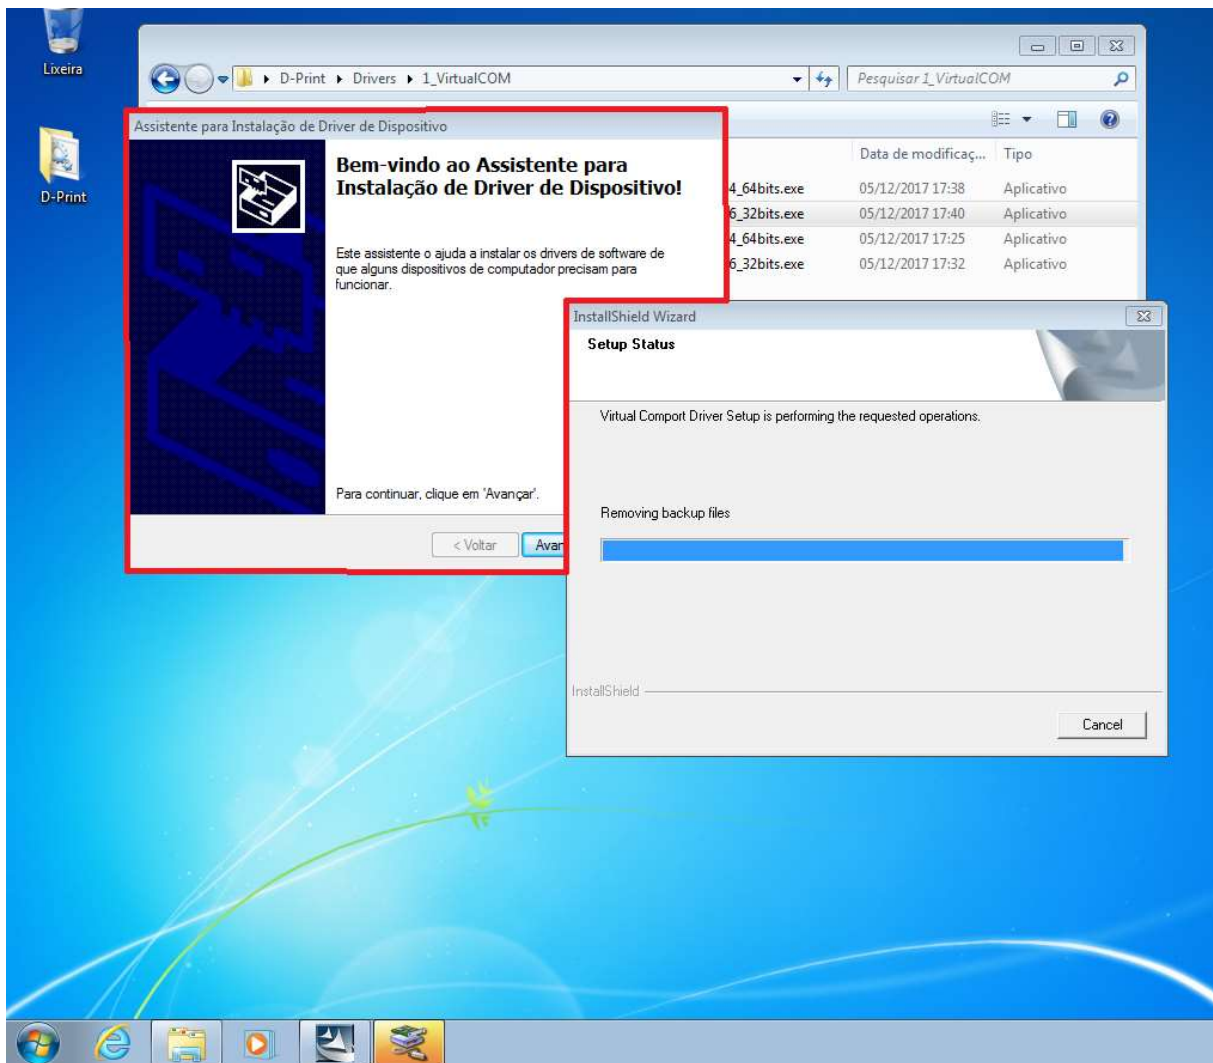 Lixeira
D-Print
D-Print ▸ Drivers ▸ 1_VirtualCOM
Pesquisar 1_VirtualCOM
Data de modificaç... Tipo
4_64bits.exe 05/12/2017 17:38 Aplicativo
6_32bits.exe 05/12/2017 17:40 Aplicativo
4_64bits.exe 05/12/2017 17:25 Aplicativo
6_32bits.exe 05/12/2017 17:32 Aplicativo
Assistente para Instalação de Driver de Dispositivo
Bem-vindo ao Assistente para
Instalação de Driver de Dispositivo!
Este assistente o ajuda a instalar os drivers de software de
que alguns dispositivos de computador precisam para
funcionar.
Para continuar, clique em 'Avançar'.
< Voltar
Avan
InstallShield Wizard
Setup Status
Virtual Comport Driver Setup is performing the requested operations.
Removing backup files
InstallShield
Cancel